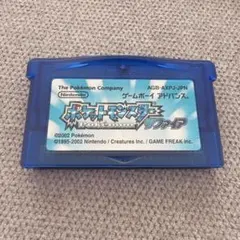 The Pokémon Company AGB-AXPJ-JPN
ゲームボーイ アドバンス
ポケットモンスター
サファイア
©2002 Pokémon
©1995-2002 Nintendo / Creatures Inc. / GAME FREAK Inc.